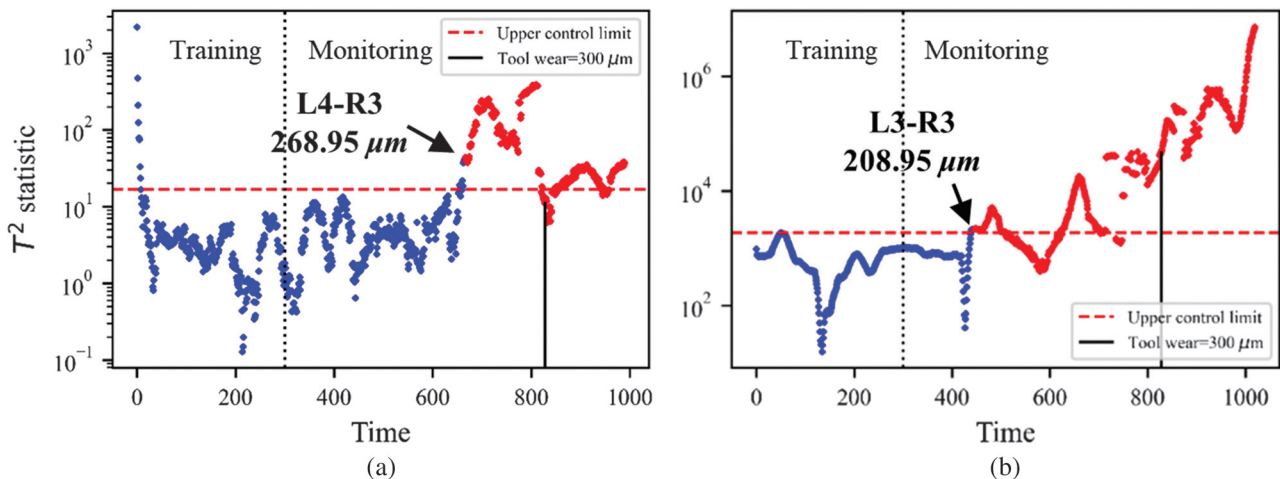 Training
Monitoring
Upper control limit
Tool wear=300 μm
L4-R3
268.95 μm
10³
10²
10¹
10⁰
10⁻¹
T² statistic
0
200
400
600
800
1000
Time
(a)
Training
Monitoring
L3-R3
208.95 μm
10⁶
10⁴
10²
Upper control limit
Tool wear=300 μm
0
200
400
600
800
1000
Time
(b)